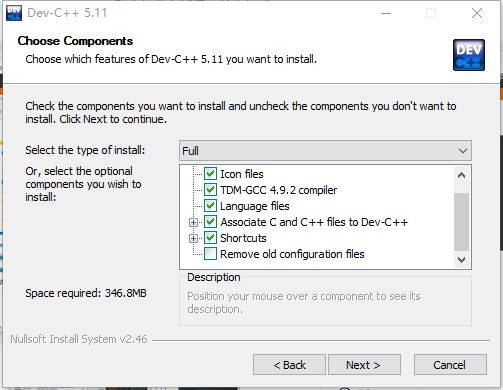 Dev-C++ 5.11
Choose Components
Choose which features of Dev-C++ 5.11 you want to install.
DEV
C++
Check the components you want to install and uncheck the components you don't want to
install. Click Next to continue.
Select the type of install:
Full
Or, select the optional
components you wish to
install:
Icon files
TDM-GCC 4.9.2 compiler
Language files
Associate C and C++ files to Dev-C++
Shortcuts
Remove old configuration files
Space required: 346.8MB
Description
Position your mouse over a component to see its
description.
Nullsoft Install System v2.46
< Back
Next >
Cancel